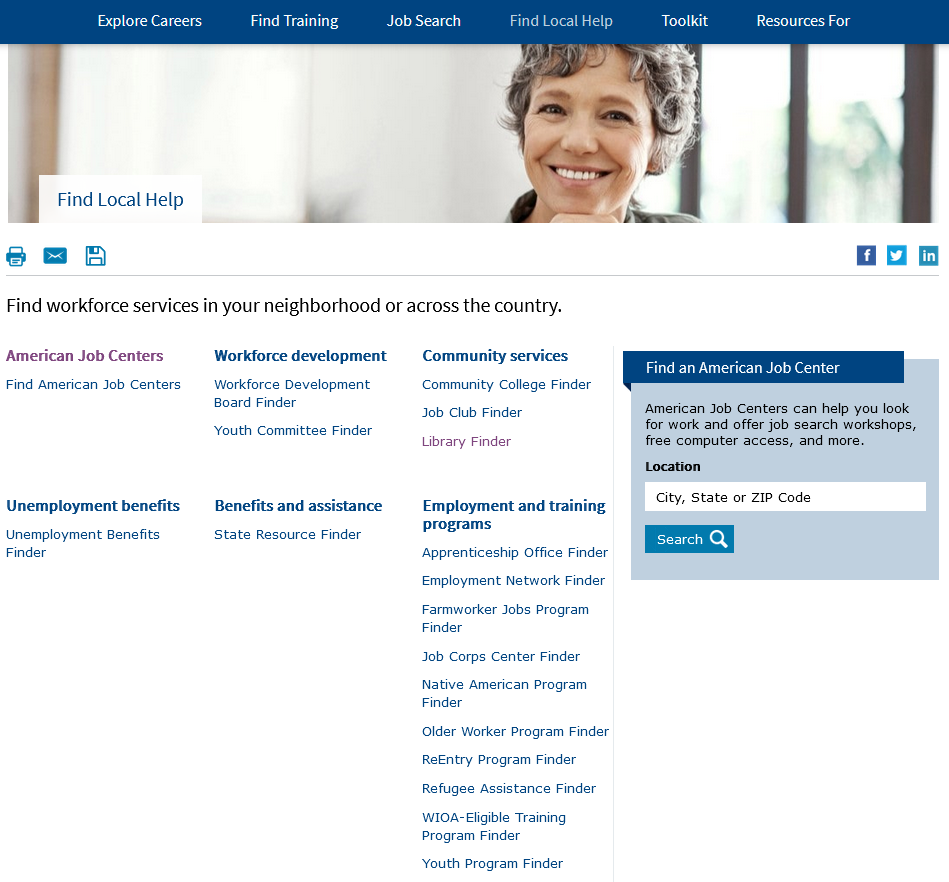 Explore Careers
Find Training
Job Search
Find Local Help
Toolkit
Resources For
Find Local Help
Find workforce services in your neighborhood or across the country.
American Job Centers
Find American Job Centers
Workforce development
Workforce Development
Board Finder
Youth Committee Finder
Community services
Community College Finder
Job Club Finder
Library Finder
Unemployment benefits
Unemployment Benefits
Finder
Benefits and assistance
State Resource Finder
Employment and training
programs
Apprenticeship Office Finder
Employment Network Finder
Farmworker Jobs Program
Finder
Job Corps Center Finder
Native American Program
Finder
Older Worker Program Finder
ReEntry Program Finder
Refugee Assistance Finder
WIOA-Eligible Training
Program Finder
Youth Program Finder
Find an American Job Center
American Job Centers can help you look
for work and offer job search workshops,
free computer access, and more.
Location
City, State or ZIP Code
Search